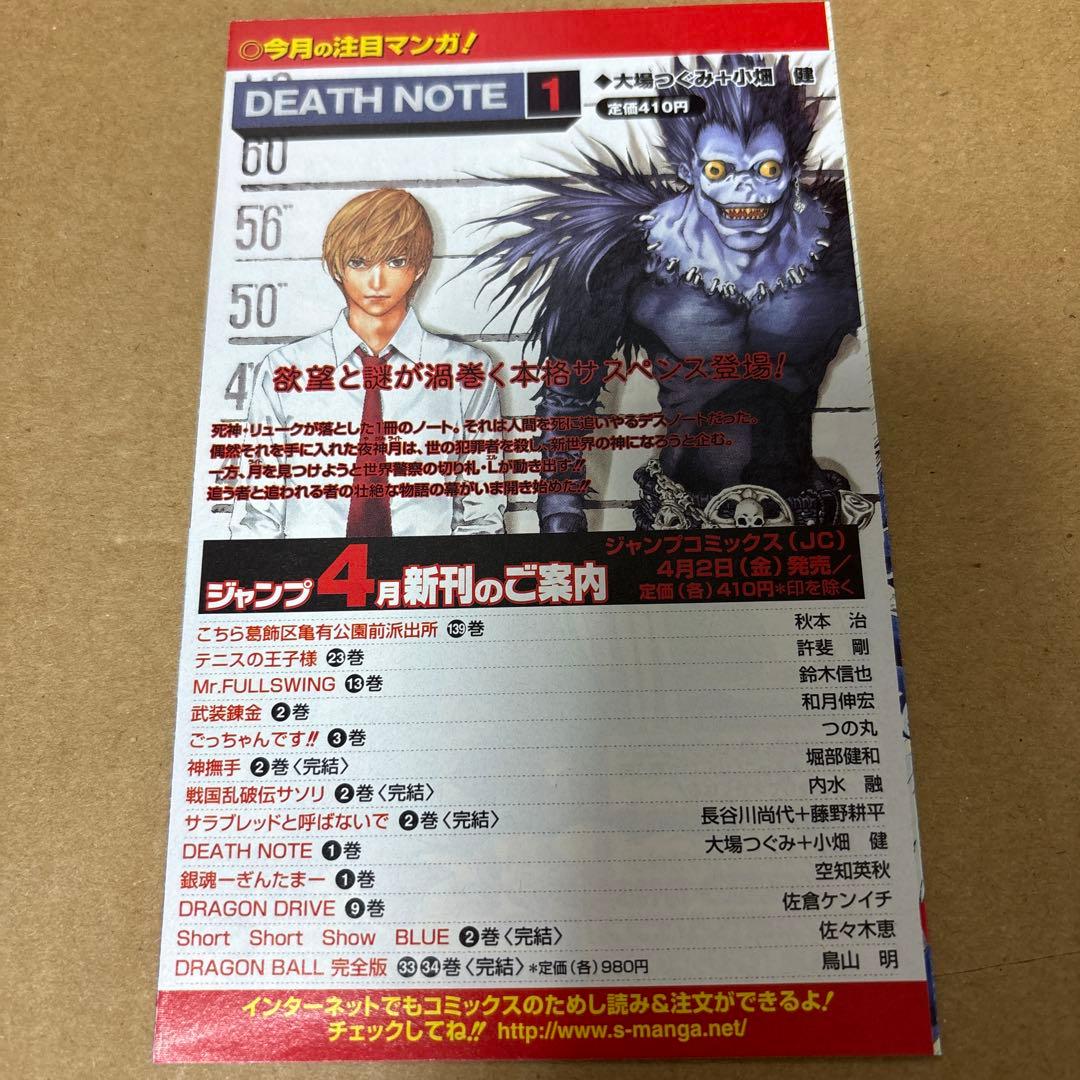 ◎今月の注目マンガ!
DEATH NOTE 1
◆大場つぐみ+小畑 健
定価410円
60
5'6"
5'0"
4'
欲望と謎が渦巻く本格サスペンス登場!
死神・リュークが落とした1冊のノート。それは人間を死に追いやるデスノートだった。
偶然それを手に入れた夜神月は、世の犯罪者を殺し、新世界の神になろうと企む。
一方、月を見つけようと世界警察の切り札・Lが動き出す!!
追う者と追われる者の壮絶な物語の幕がいま開き始めた!!
ジャンプ4月新刊のご案内
ジャンプコミックス(JC)
4月2日(金)発売/
定価(各)410円*印を除く
こちら葛飾区亀有公園前派出所 139巻 秋本 治
テニスの王子様 23巻 許斐 剛
Mr.FULLSWING 13巻 鈴木信也
武装錬金 2巻 和月伸宏
ごっちゃんです!! 3巻 つの丸
神撫手 2巻〈完結〉 堀部健和
戦国乱破伝サソリ 2巻〈完結〉 内水 融
サラブレッドと呼ばないで 2巻〈完結〉 長谷川尚代+藤野耕平
DEATH NOTE 1巻 大場つぐみ+小畑 健
銀魂ーぎんたまー 1巻 空知英秋
DRAGON DRIVE 9巻 佐倉ケンイチ
Short Short Show BLUE 2巻〈完結〉 佐々木恵
DRAGON BALL 完全版 33 34巻〈完結〉*定価(各)980円 鳥山 明
インターネットでもコミックスのためし読み&注文ができるよ!
チェックしてね!! http://www.s-manga.net/